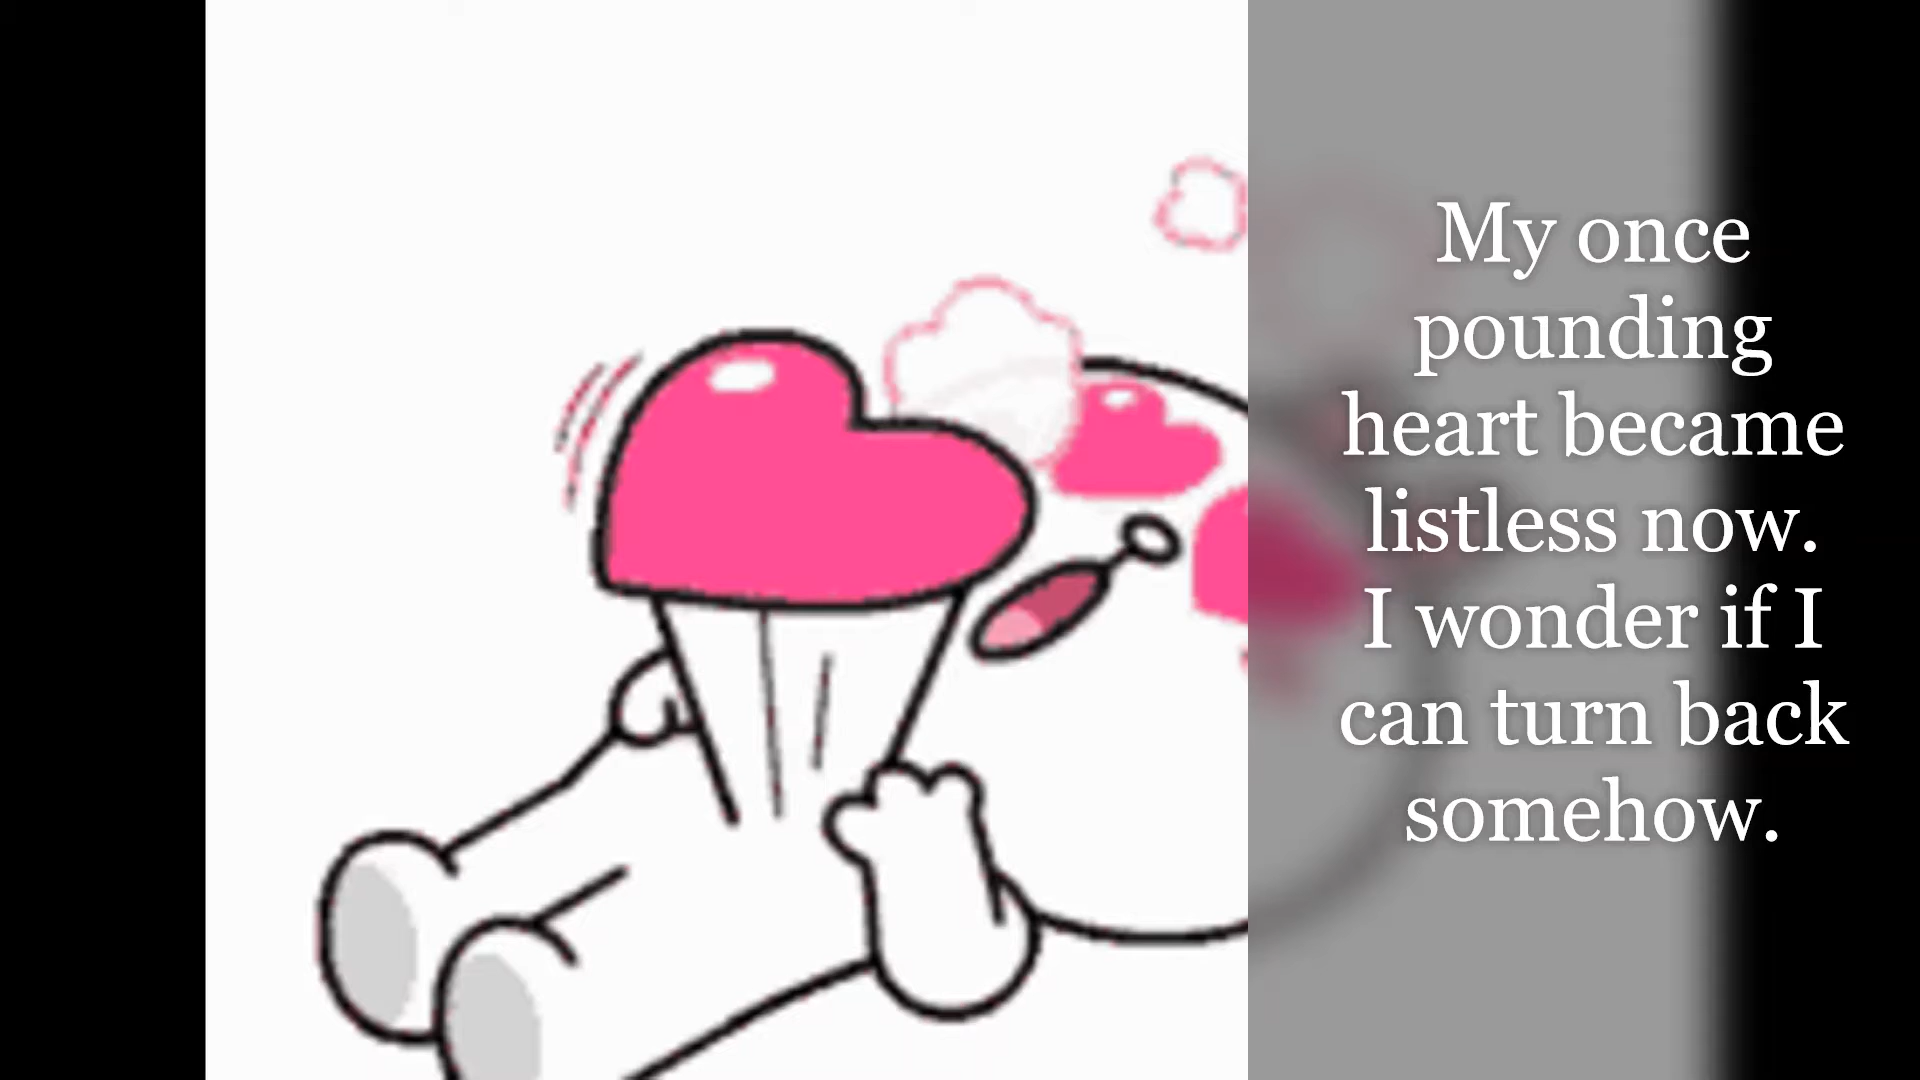 My once
pounding
heart became
listless now.
I wonder if I
can turn back
somehow.